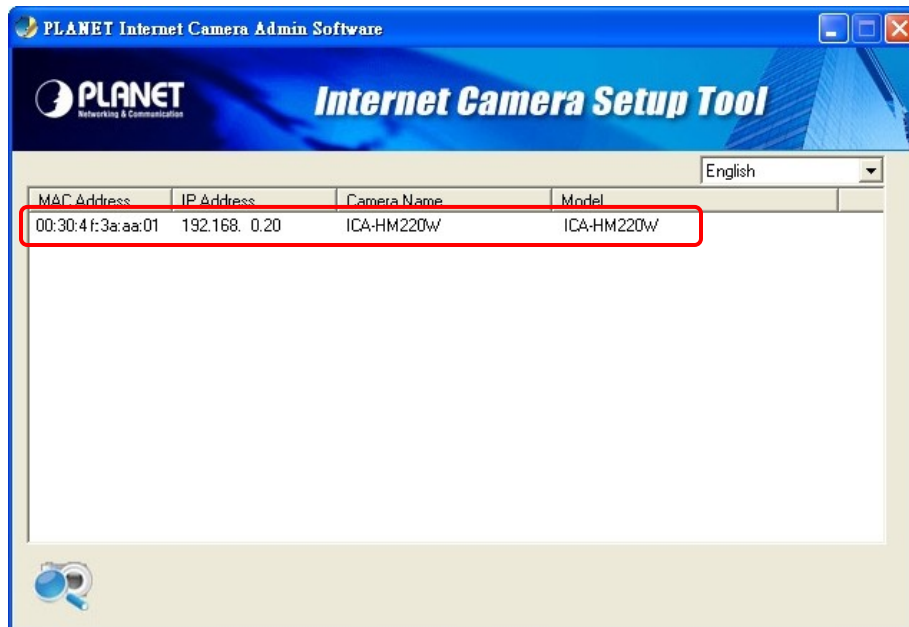 PLANET Internet Camera Admin Software
PLANET
Networking & Communication
Internet Camera Setup Tool
English
MAC Address IP Address Camera Name Model
00:30:4f:3a:aa:01 192.168. 0.20 ICA-HM220W ICA-HM220W